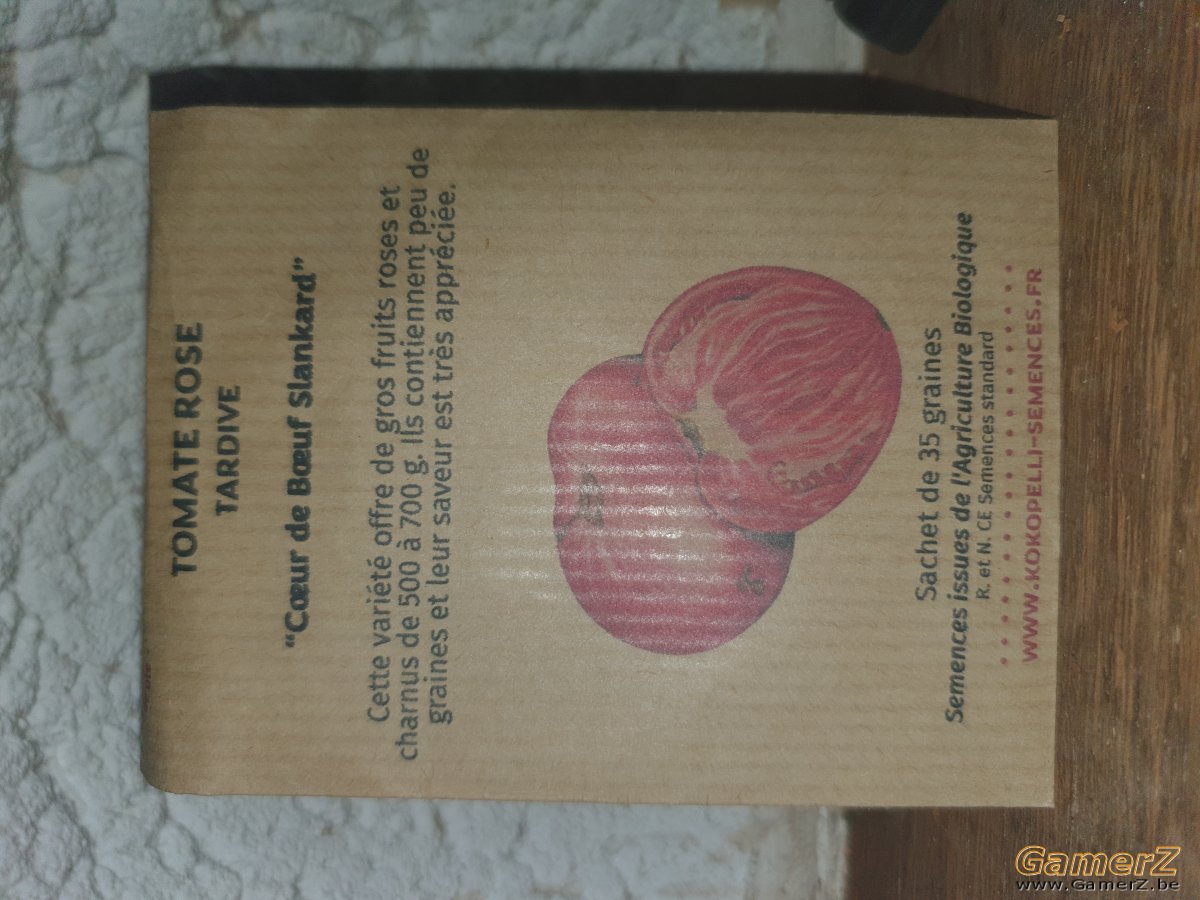 TOMATE ROSE
TARDIVE
“Cœur de Bœuf Slankard”
Cette variété offre de gros fruits roses et
charnus de 500 à 700 g. Ils contiennent peu de
graines et leur saveur est très appréciée.
Sachet de 35 graines
Semences issues de l'Agriculture Biologique
R. et N. CE Semences standard
WWW.KOKOPELLI-SEMENCES.FR
GamerZ
www.GamerZ.be